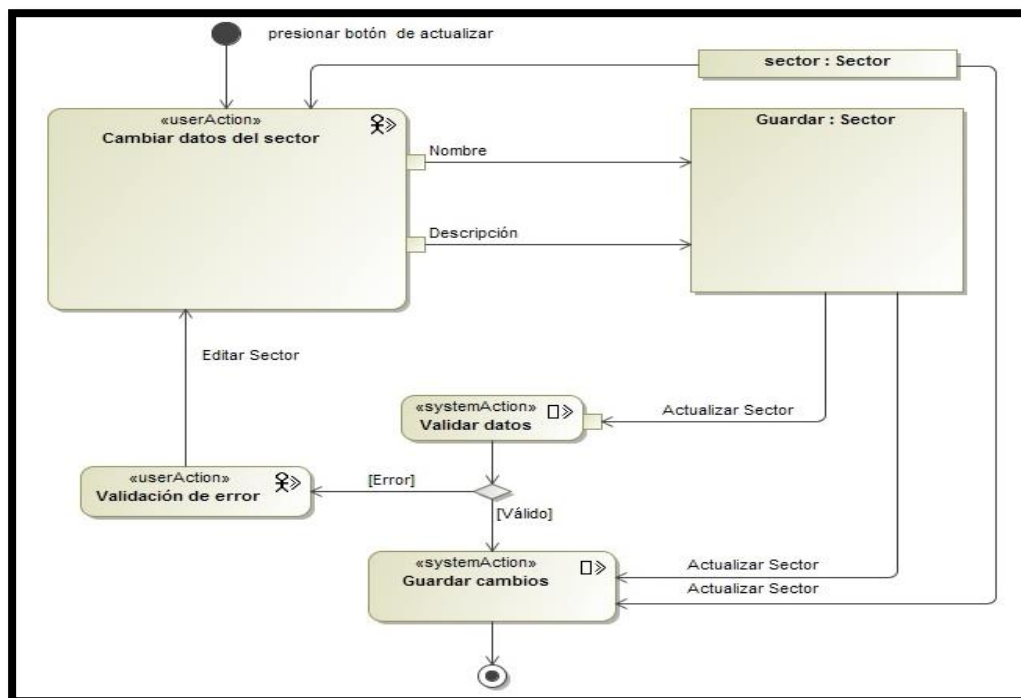 presionar botón de actualizar
sector : Sector
«userAction»
Cambiar datos del sector
Guardar : Sector
Nombre
Descripción
Editar Sector
«systemAction»
Validar datos
Actualizar Sector
«userAction»
Validación de error
[Error]
[Válido]
«systemAction»
Guardar cambios
Actualizar Sector
Actualizar Sector